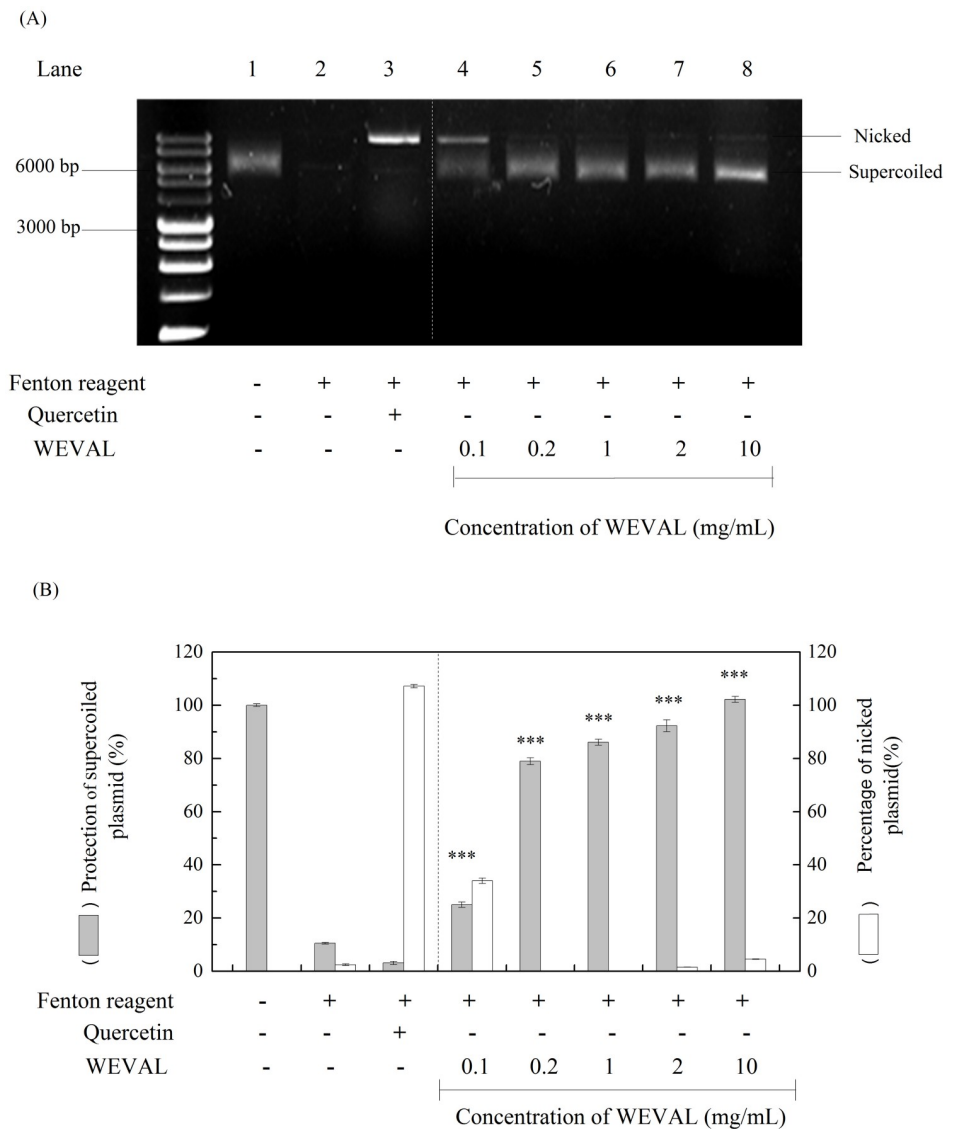 (A)
Lane 1 2 3 4 5 6 7 8
Nicked
6000 bp
Supercoiled
3000 bp
Fenton reagent - + + + + + + +
Quercetin - - + - - - - -
WEVAL - - - 0.1 0.2 1 2 10
Concentration of WEVAL (mg/mL)
(B)
120 120
*** 
100 100
***
***
***
80 80
60 60
40 40
***
20 20
0 0
( ) Protection of supercoiled
plasmid (%)
( ) Percentage of nicked
plasmid(%)
Fenton reagent - + + + + + + +
Quercetin - - + - - - - -
WEVAL - - - 0.1 0.2 1 2 10
Concentration of WEVAL (mg/mL)